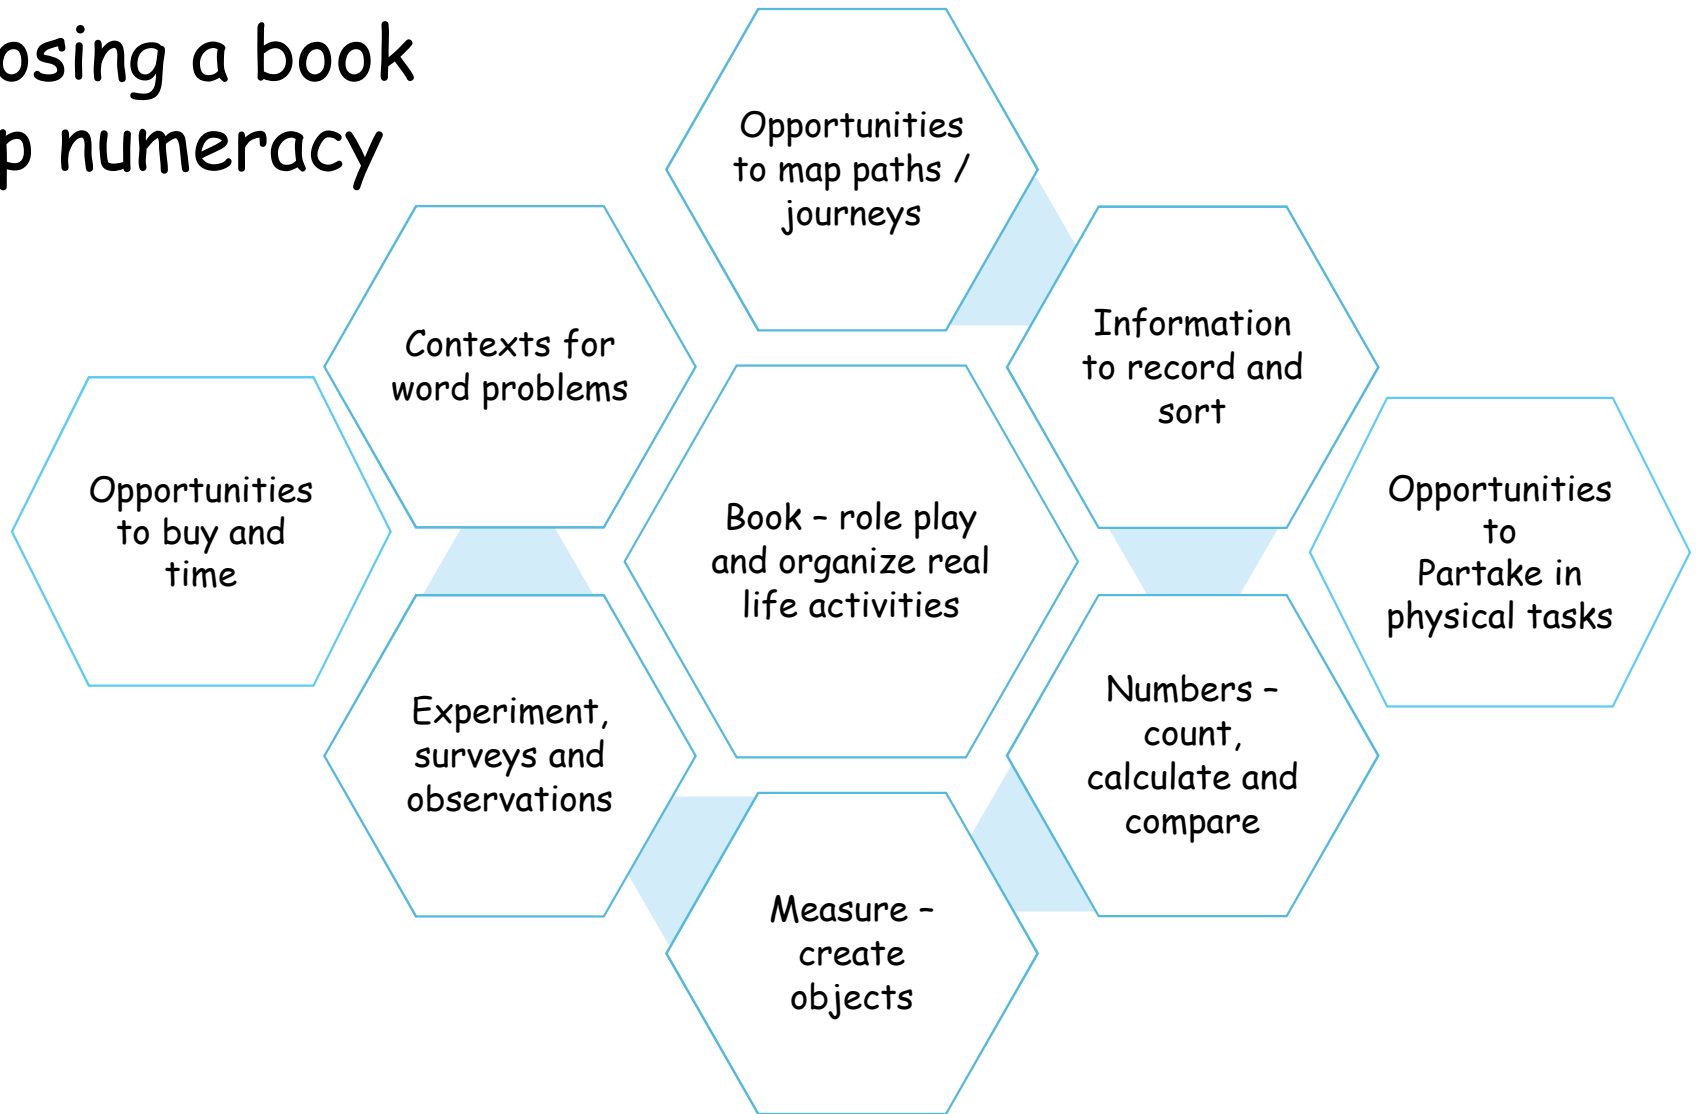 osing a book
p numeracy
Opportunities
to map paths /
journeys
Contexts for
word problems
Information
to record and
sort
Opportunities
to buy and
time
Book – role play
and organize real
life activities
Opportunities
to
Partake in
physical tasks
Experiment,
surveys and
observations
Numbers –
count,
calculate and
compare
Measure –
create
objects